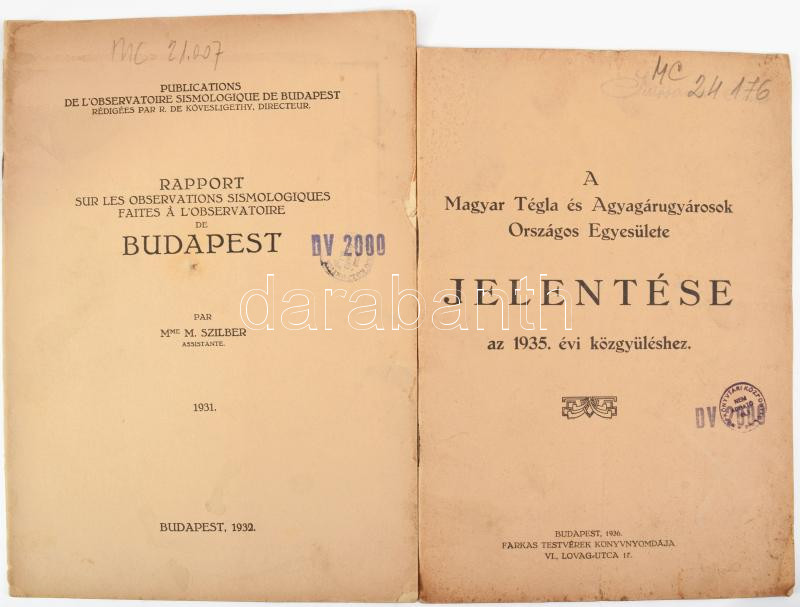 MC 21.007
PUBLICATIONS
DE L'OBSERVATOIRE SISMOLOGIQUE DE BUDAPEST
RÉDIGÉES PAR R. DE KÖVESLIGETHY, DIRECTEUR.
RAPPORT
SUR LES OBSERVATIONS SISMOLOGIQUES
FAITES À L'OBSERVATOIRE
DE
BUDAPEST
DV 2000
PAR
MME M. SZILBER
ASSISTANTE.
1931.
BUDAPEST, 1932.
MC
24 176
A
Magyar Tégla és Agyagárugyárosok
Országos Egyesülete
JELENTÉSE
az 1935. évi közgyüléshez.
KÖNYVTÁRI KÖZPONT
NEM
DV 2000
BUDAPEST, 1936.
FARKAS TESTVÉREK KÖNYVNYOMDÁJA
VI., LOVAG-UTCA 17.
darabanth